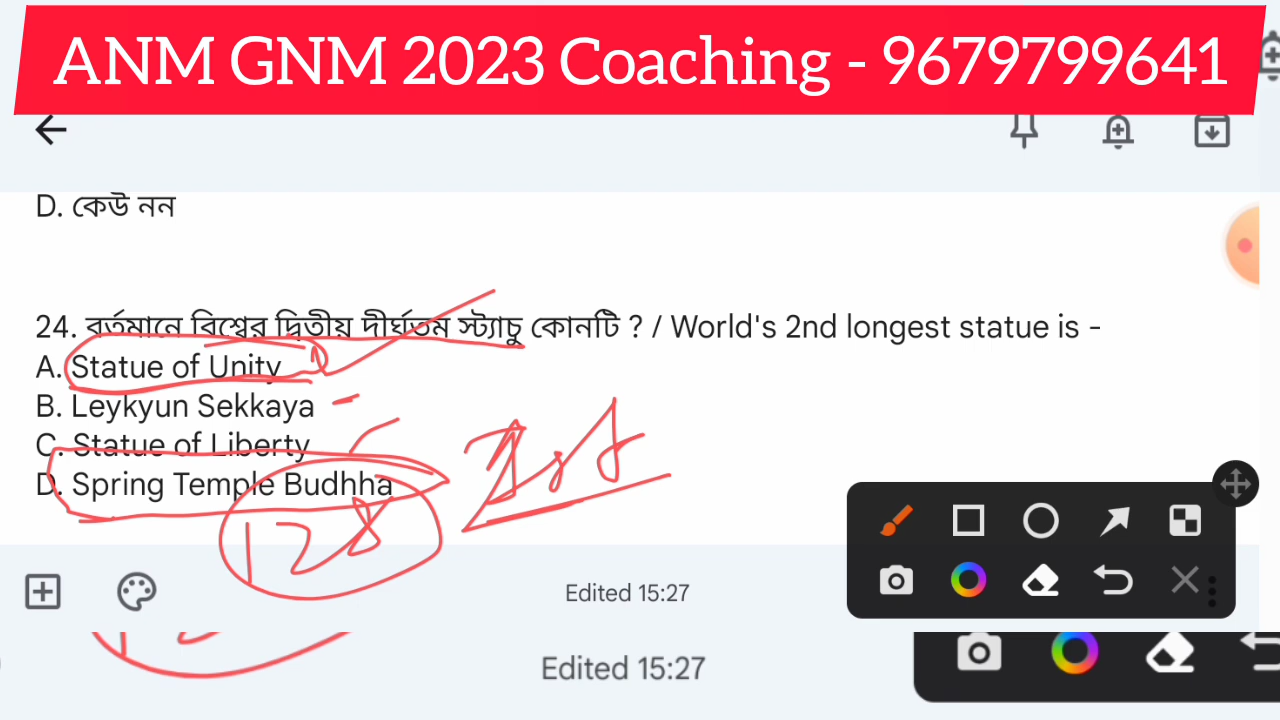 ANM GNM 2023 Coaching - 9679799641
D. কেউ নন
24. বর্তমানে বিশ্বের দ্বিতীয় দীর্ঘতম স্ট্যাচু কোনটি ? / World's 2nd longest statue is -
A. Statue of Unity
B. Leykyun Sekkaya
C. Statue of Liberty
D. Spring Temple Budhha
128
Edited 15:27
Edited 15:27